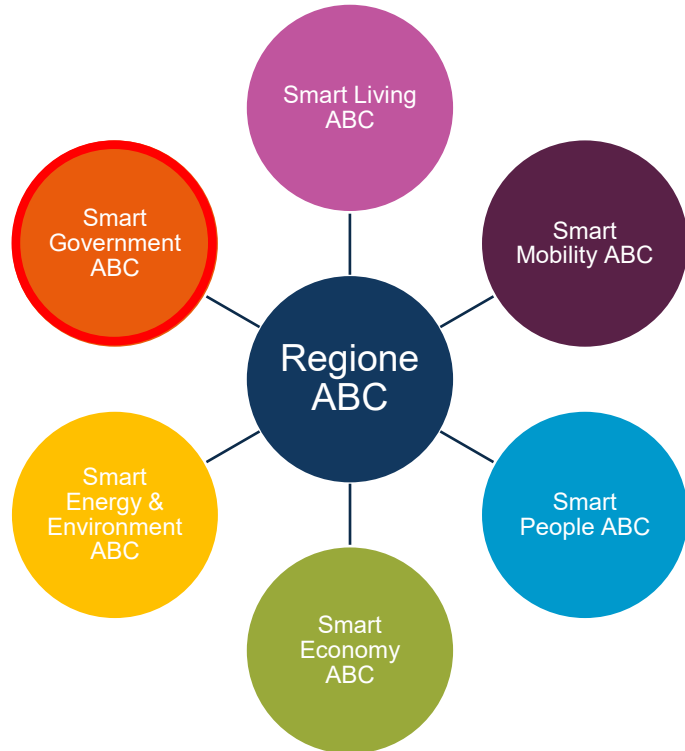 Smart Living
ABC
Smart
Government
ABC
Smart
Mobility ABC
Regione
ABC
Smart
Energy &
Environment
ABC
Smart
People ABC
Smart
Economy
ABC